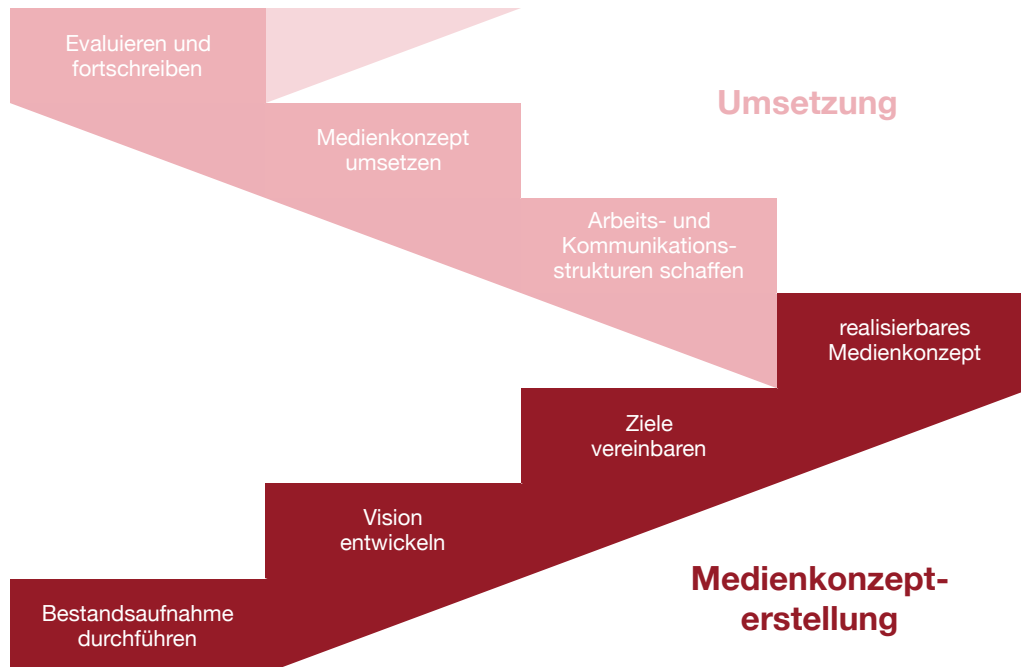 Evaluieren und
fortschreiben
Umsetzung
Medienkonzept
umsetzen
Arbeits- und
Kommunikations-
strukturen schaffen
realisierbares
Medienkonzept
Ziele
vereinbaren
Vision
entwickeln
Medienkonzept-
erstellung
Bestandsaufnahme
durchführen